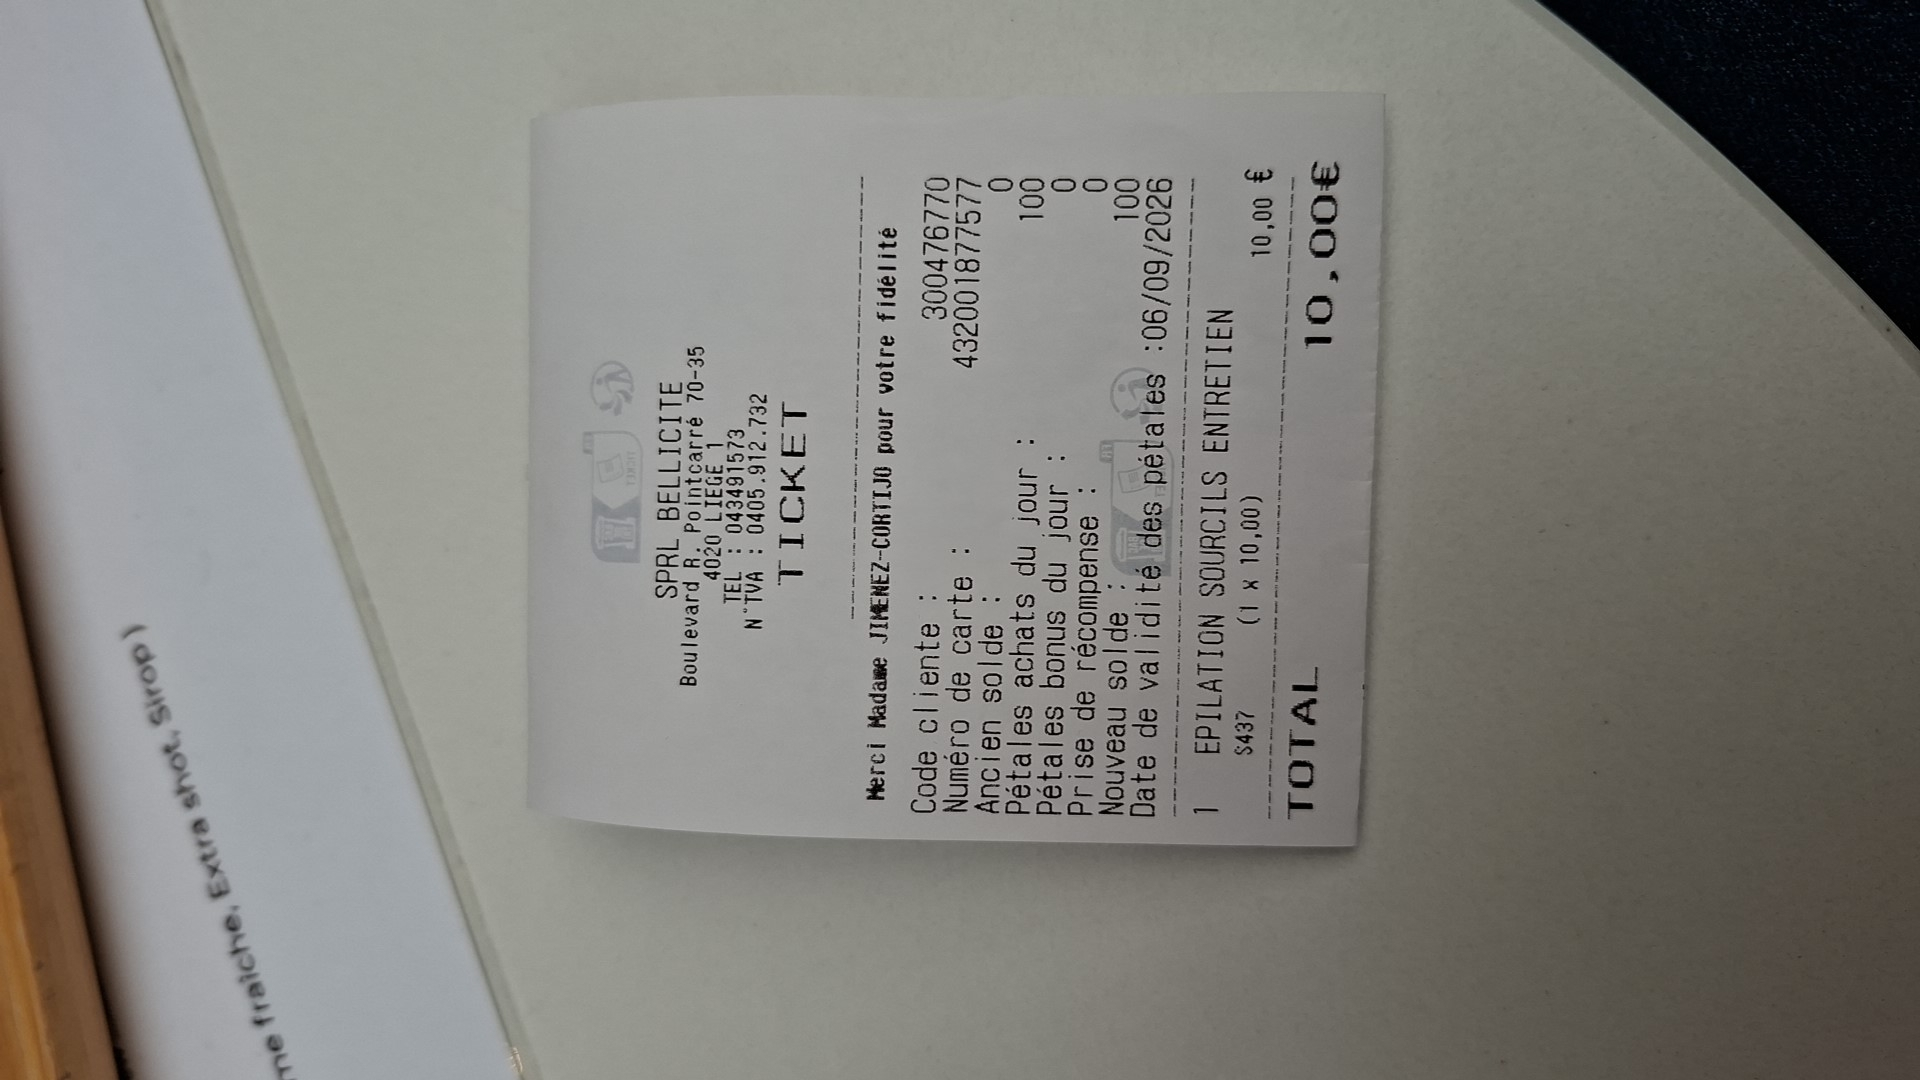 me fraîche, Extra shot, Sirop)
SPRL BELLICITE
Boulevard R. Pointcarré 70-35
4020 LIEGE 1
TEL : 043491573
N°TVA : 0405.912.732
TICKET
Merci Madame JIMENEZ-CORTIJO pour votre fidélité
Code cliente : 300476770
Numéro de carte : 4320018775​77
Ancien solde : 0
Pétales achats du jour : 100
Pétales bonus du jour : 0
Prise de récompense : 0
Nouveau solde : 100
Date de validité des pétales :06/09/2026
1 EPILATION SOURCILS ENTRETIEN
S437 (1 x 10,00) 10,00 €
TOTAL 10,00€